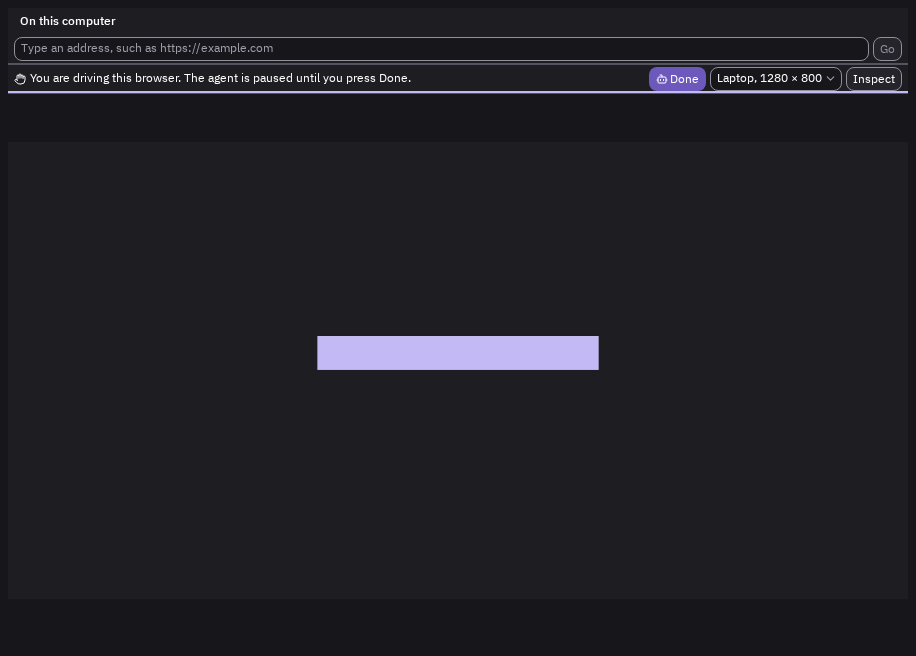 On this computer
Type an address, such as https://example.com
Go
You are driving this browser. The agent is paused until you press Done.
Done
Laptop, 1280 × 800
Inspect